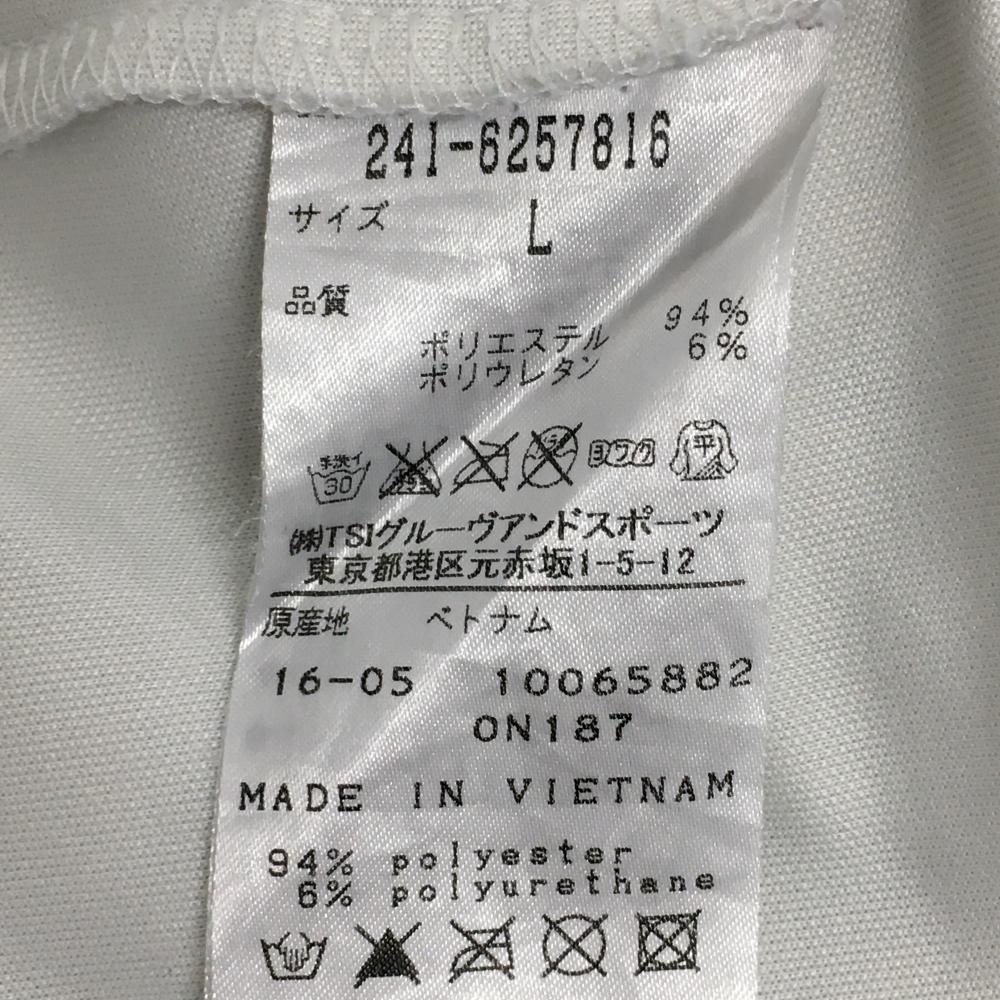 241-6257816
サイズ L
品質
ポリエステル 94%
ポリウレタン 6%
手洗イ 30 ヨワク 平
㈱TSIグルーヴアンドスポーツ
東京都港区元赤坂1-5-12
原産地 ベトナム
16-05 10065882
0N187
MADE IN VIETNAM
94% polyester
6% polyurethane